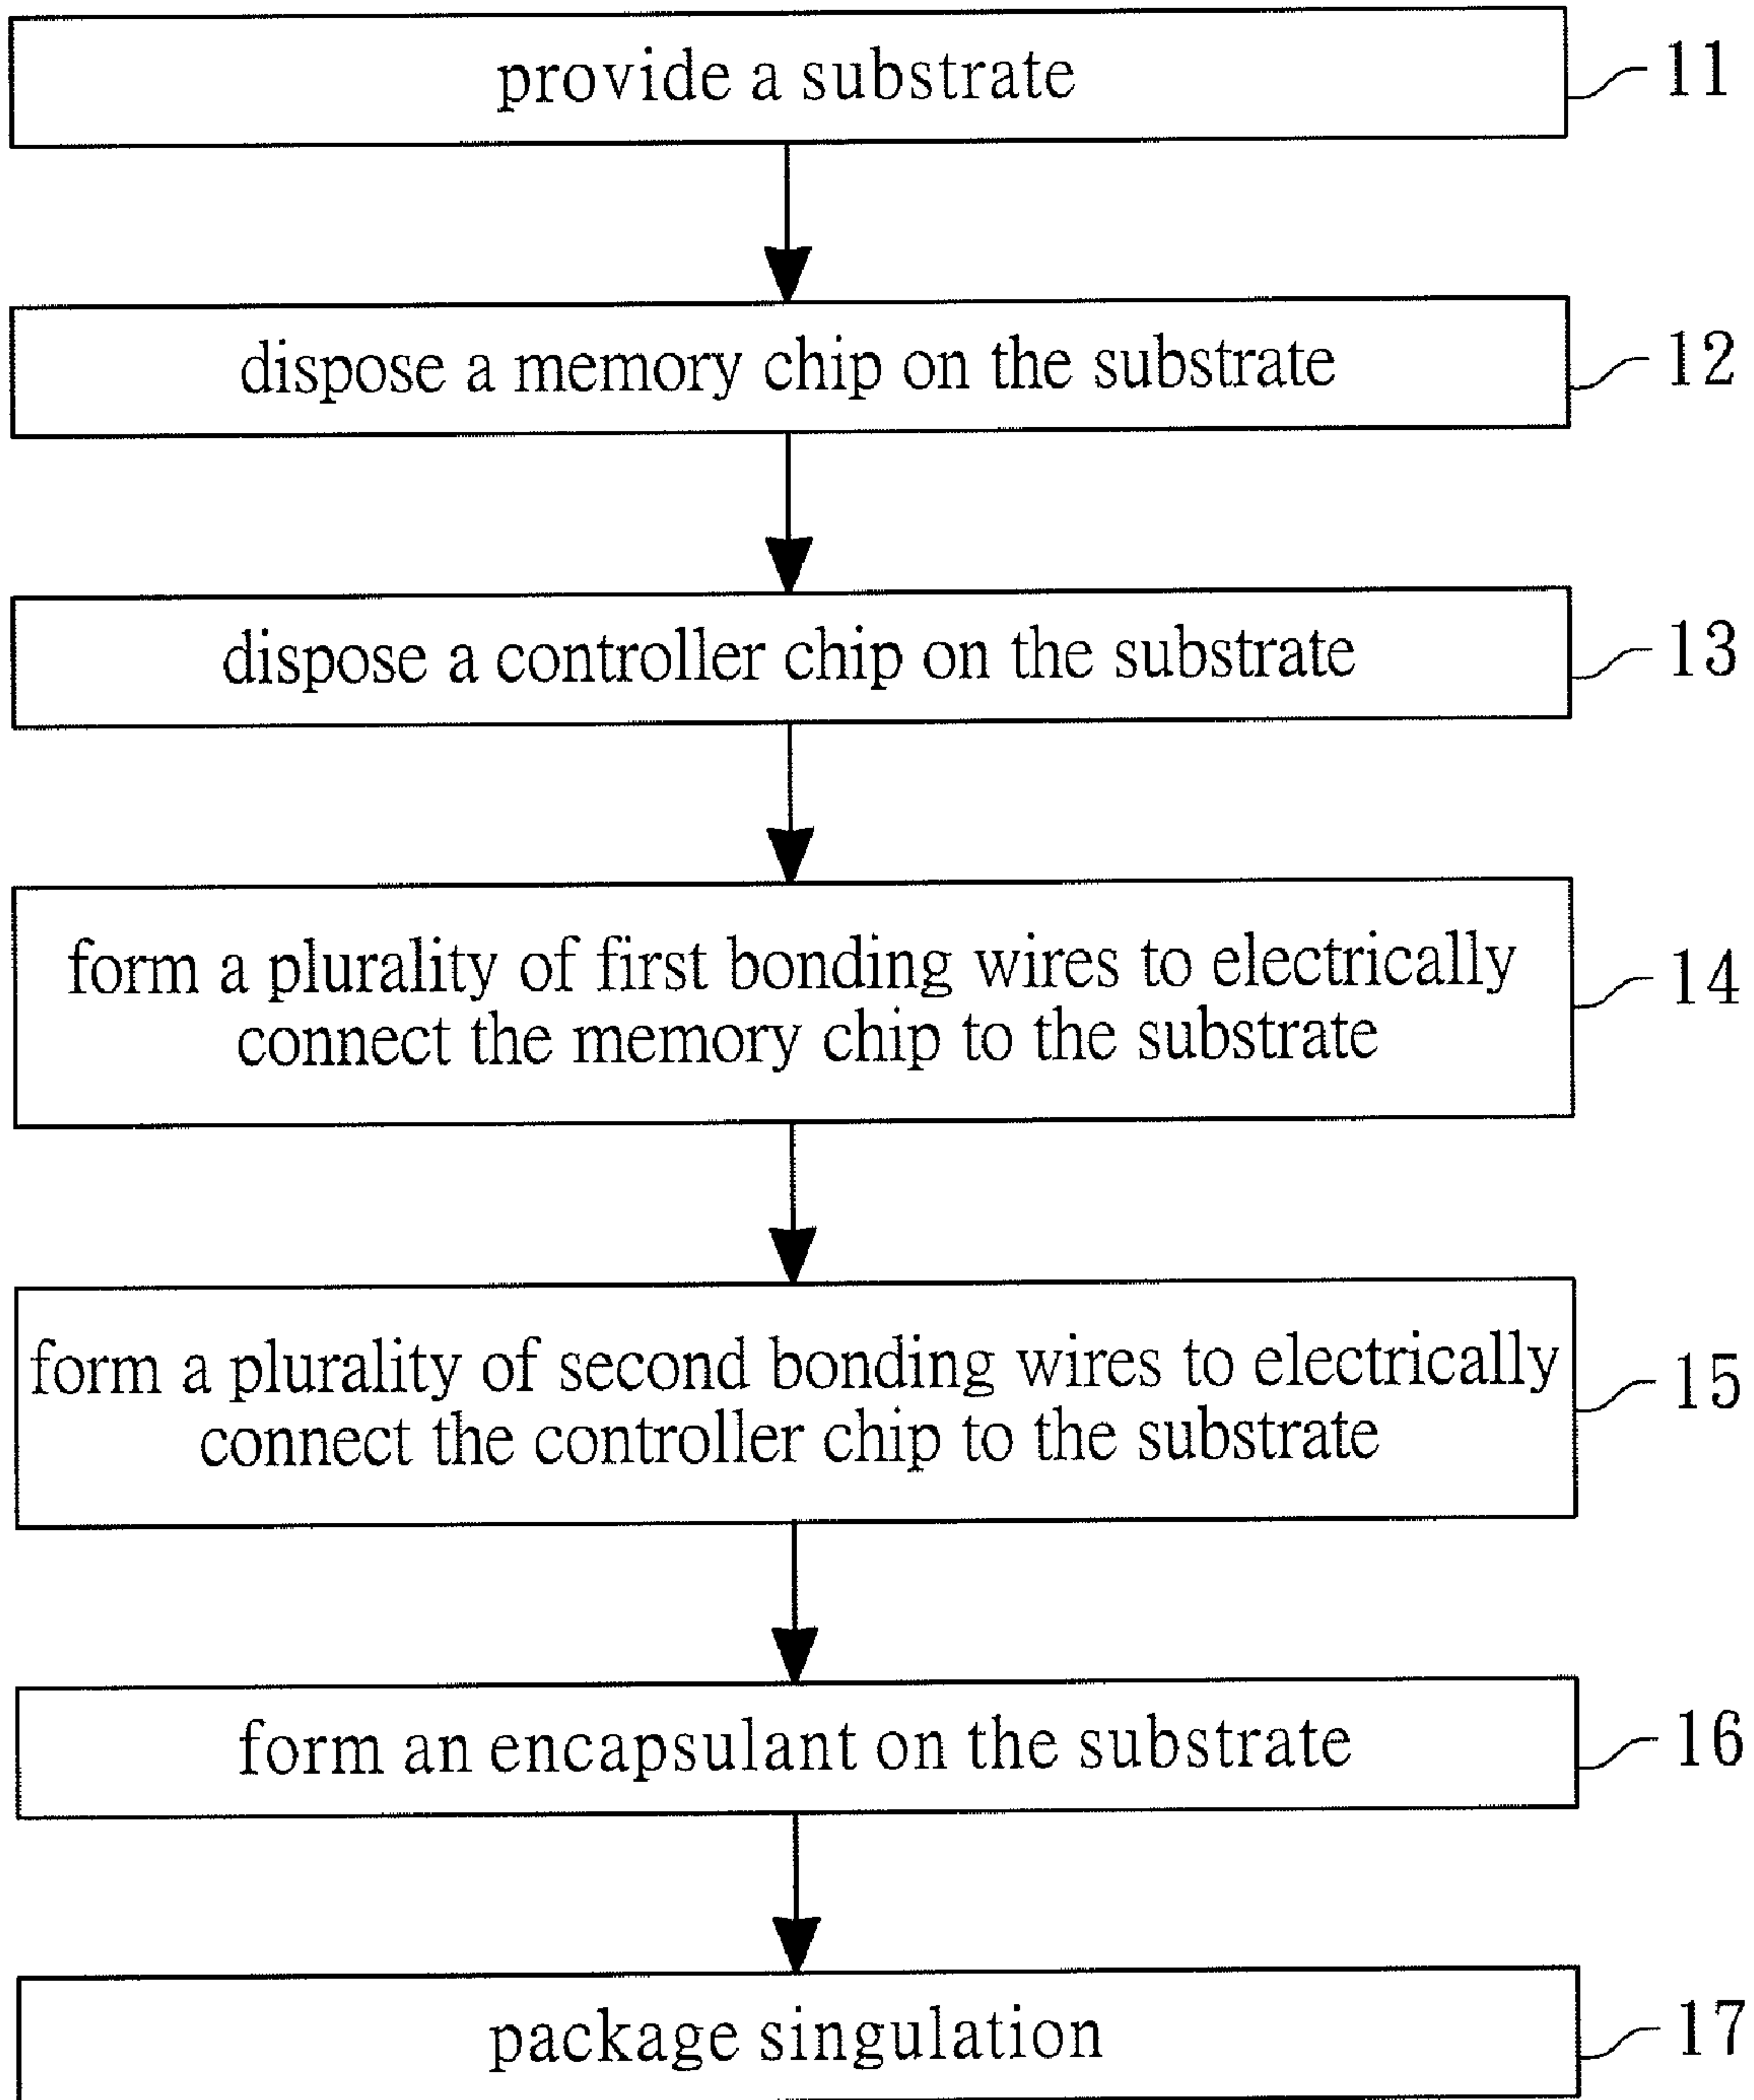 provide a substrate
11
dispose a memory chip on the substrate
12
dispose a controller chip on the substrate
13
form a plurality of first bonding wires to electrically
connect the memory chip to the substrate
14
form a plurality of second bonding wires to electrically
connect the controller chip to the substrate
15
form an encapsulant on the substrate
16
package singulation
17